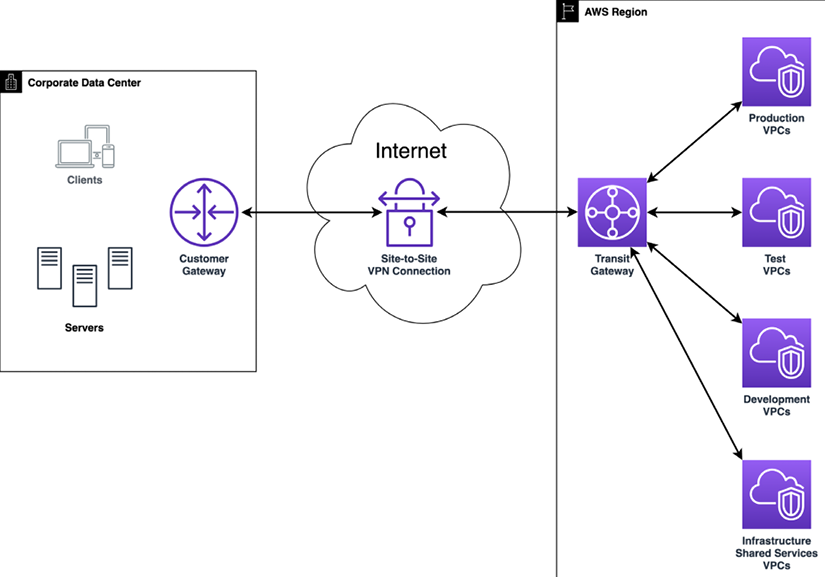 AWS Region
Corporate Data Center
Production
VPCs
Clients
Internet
Customer
Gateway
Site-to-Site
VPN Connection
Transit
Gateway
Test
VPCs
Servers
Development
VPCs
Infrastructure
Shared Services
VPCs